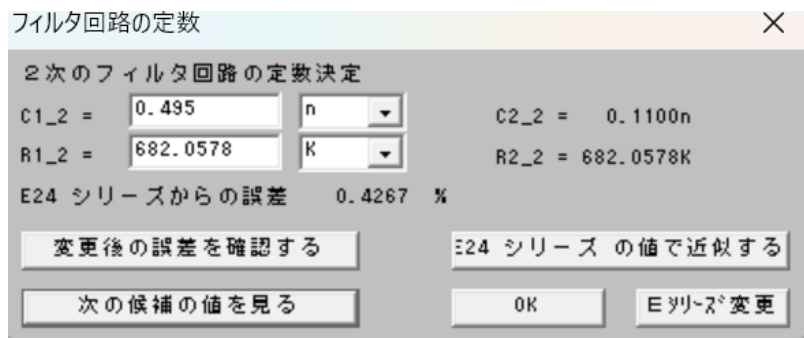 フィルタ回路の定数
2次のフィルタ回路の定数決定
C1_2 = 0.495 n C2_2 = 0.1100n
R1_2 = 682.0578 K R2_2 = 682.0578K
E24 シリーズからの誤差 0.4267 %
変更後の誤差を確認する E24 シリーズ の値で近似する
次の候補の値を見る OK Eシリーズ変更